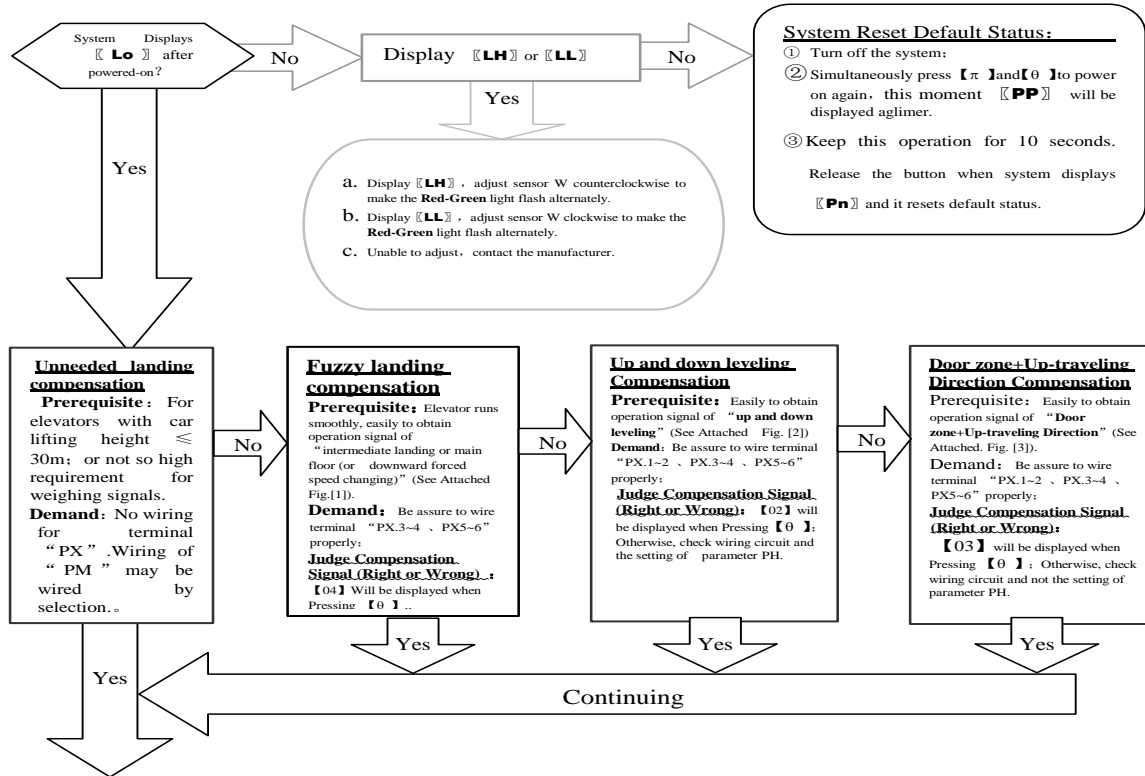 System Displays
〖 Lo 〗 after
powered-on?
No
Display 〖LH〗 or 〖LL〗
No
System Reset Default Status:
① Turn off the system;
② Simultaneously press 【π 】and【θ 】to power
on again, this moment 〖PP〗 will be
displayed aglimer.
③ Keep this operation for 10 seconds.
Release the button when system displays
〖Pn〗 and it resets default status.
Yes
Yes
a. Display〖LH〗, adjust sensor W counterclockwise to
make the Red-Green light flash alternately.
b. Display〖LL〗, adjust sensor W clockwise to make the
Red-Green light flash alternately.
c. Unable to adjust, contact the manufacturer.
Unneeded landing
compensation
Prerequisite: For
elevators with car
lifting height ≤
30m; or not so high
requirement for
weighing signals.
Demand: No wiring
for terminal
“PX”.Wiring of
“PM” may be
wired by
selection.。
No
Fuzzy landing
compensation
Prerequisite: Elevator runs
smoothly, easily to obtain
operation signal of
“intermediate landing or main
floor (or downward forced
speed changing)” (See Attached
Fig.[1]).
Demand: Be assure to wire
terminal “PX.3~4 、PX5~6”
properly;
Judge Compensation
Signal (Right or Wrong) :
【04】Will be displayed when
Pressing 【θ 】..
No
Up and down leveling
Compensation
Prerequisite: Easily to obtain
operation signal of “up and down
leveling” (See Attached Fig. [2])
Demand: Be assure to wire terminal
“PX.1~2 、PX.3~4 、PX5~6”
properly;
Judge Compensation Signal
(Right or Wrong): 【02】will
be displayed when Pressing【θ 】;
Otherwise, check wiring circuit and
the setting of parameter PH.
No
Door zone+Up-traveling
Direction Compensation
Prerequisite: Easily to obtain
operation signal of “Door
zone+Up-traveling Direction” (See
Attached. Fig. [3]).
Demand: Be assure to wire
terminal “PX.1~2 、PX.3~4 、
PX5~6” properly;
Judge Compensation Signal
(Right or Wrong):
【03】will be displayed when
Pressing【θ 】; Otherwise, check
wiring circuit and not the setting of
parameter PH.
Yes
Yes
Yes
Yes
Continuing